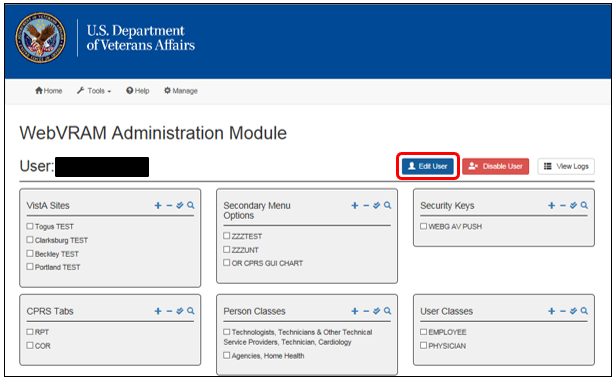 U.S. Department
of Veterans Affairs
Home Tools Help Manage
WebVRAM Administration Module
User: Edit User Disable User View Logs
VistA Sites
Togus TEST
Clarksburg TEST
Beckley TEST
Portland TEST
Secondary Menu
Options
ZZZTEST
ZZZUNT
OR CPRS GUI CHART
Security Keys
WEBG AV PUSH
CPRS Tabs
RPT
COR
Person Classes
Technologists, Technicians & Other Technical
Service Providers, Technician, Cardiology
Agencies, Home Health
User Classes
EMPLOYEE
PHYSICIAN